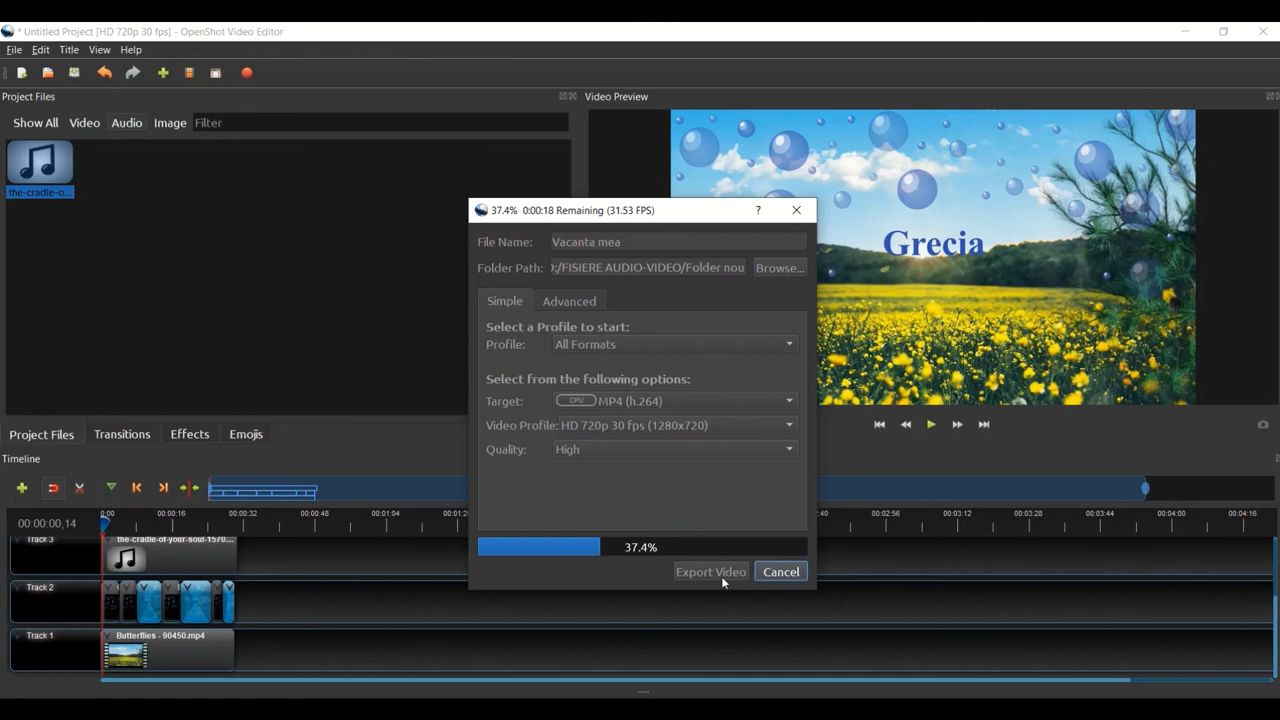 * Untitled Project [HD 720p 30 fps] - OpenShot Video Editor
File Edit Title View Help
Project Files
Video Preview
Show All Video Audio Image Filter
the-cradle-o...
Grecia
37.4% 0:00:18 Remaining (31.53 FPS) ?
File Name: Vacanta mea
Folder Path: ):/FISIERE AUDIO-VIDEO/Folder nou Browse...
Simple Advanced
Select a Profile to start:
Profile: All Formats
Select from the following options:
Target: CPU MP4 (h.264)
Video Profile: HD 720p 30 fps (1280x720)
Quality: High
37.4%
Export Video Cancel
Project Files Transitions Effects Emojis
Timeline
00:00:00,14
0:00 00:00:16 00:00:32 00:00:48 00:01:04 00:01:20 :40 00:02:56 00:03:12 00:03:28 00:03:44 00:04:00 00:04:16
Track 3 the-cradle-of-your-soul-1570...
Track 2
Track 1 Butterflies - 90450.mp4